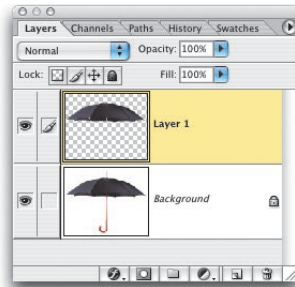 Layers Channels Paths History Swatches
Normal Opacity: 100%
Lock: Fill: 100%
Layer 1
Background